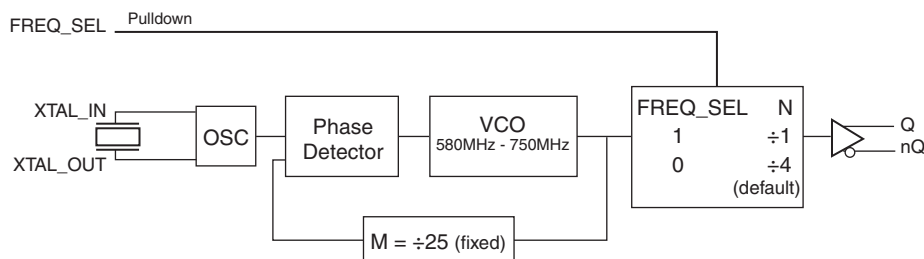 FREQ_SEL Pulldown
XTAL_IN
XTAL_OUT
OSC
Phase
Detector
VCO
580MHz - 750MHz
M = ÷25 (fixed)
FREQ_SEL N
1 ÷1
0 ÷4
(default)
Q
nQ